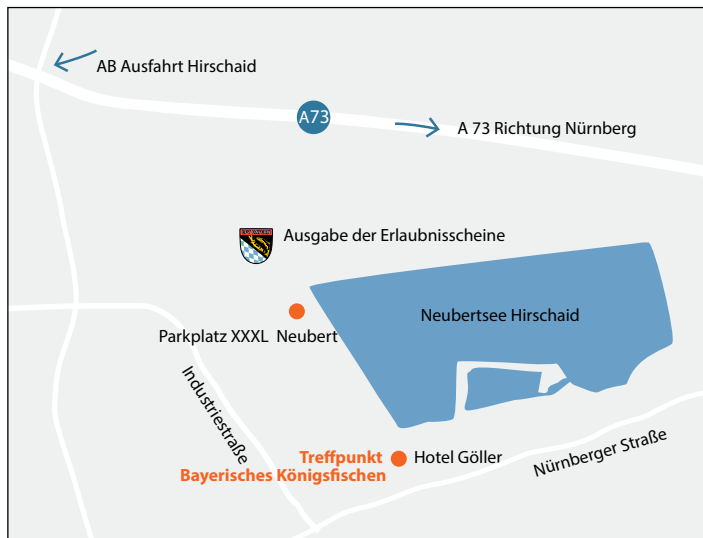 AB Ausfahrt Hirschaid
A73
A 73 Richtung Nürnberg
Ausgabe der Erlaubnisscheine
Neubertsee Hirschaid
Parkplatz XXXL Neubert
Industriestraße
Treffpunkt
Bayerisches Königsfischen
Hotel Göller
Nürnberger Straße